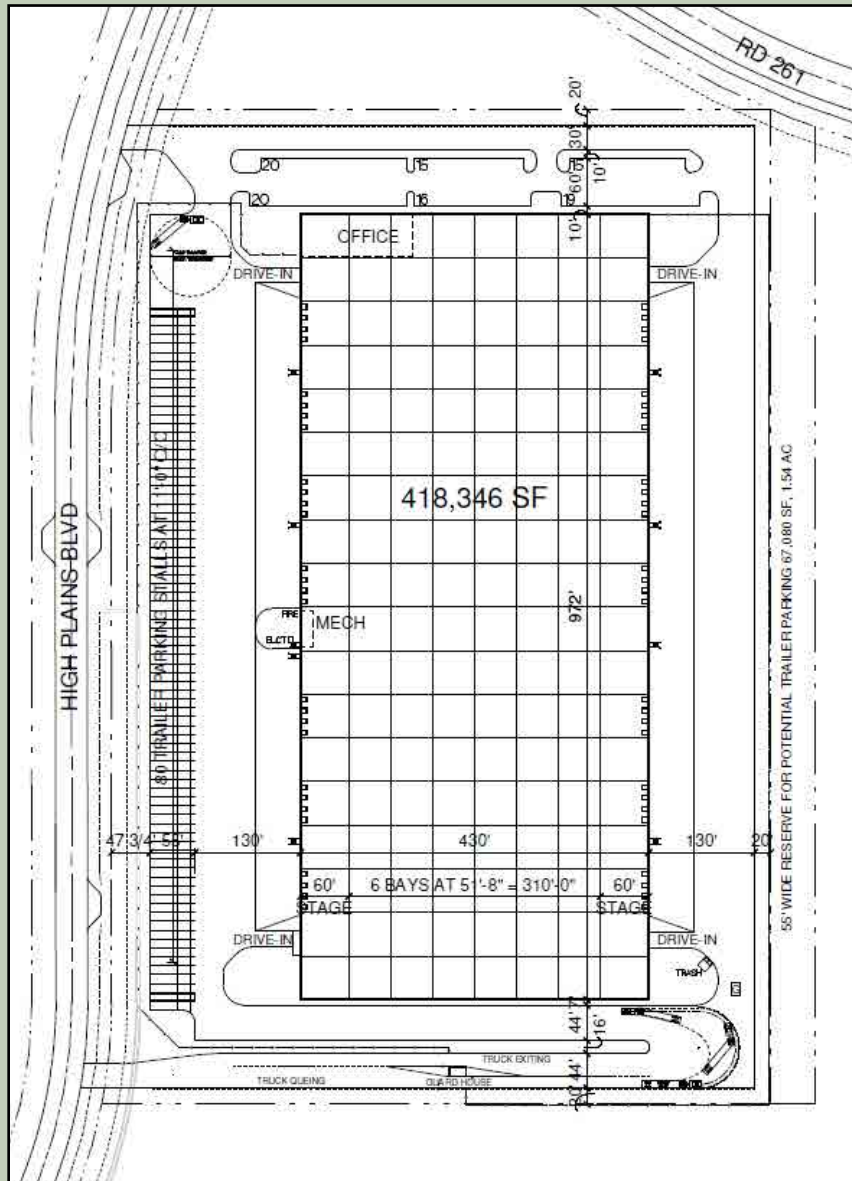 RD 261
20'
30'
20
15
15
60'
10'
20
16
19
10'
OFFICE
DRIVE-IN
DRIVE-IN
80 TRAILER PARKING STALLS AT 11'-0" C/C
418,346 SF
HIGH PLAINS BLVD
972'
FIRE
MECH
55' WIDE RESERVE FOR POTENTIAL TRAILER PARKING 67,080 SF, 1.54 AC
47 3/4'
55'
130'
430'
130'
20'
60'
6 BAYS AT 51'-8" = 310'-0"
60'
STAGE
STAGE
DRIVE-IN
DRIVE-IN
TRASH
7'
44'
16'
TRUCK EXITING
44'
TRUCK QUEING
GUARD HOUSE